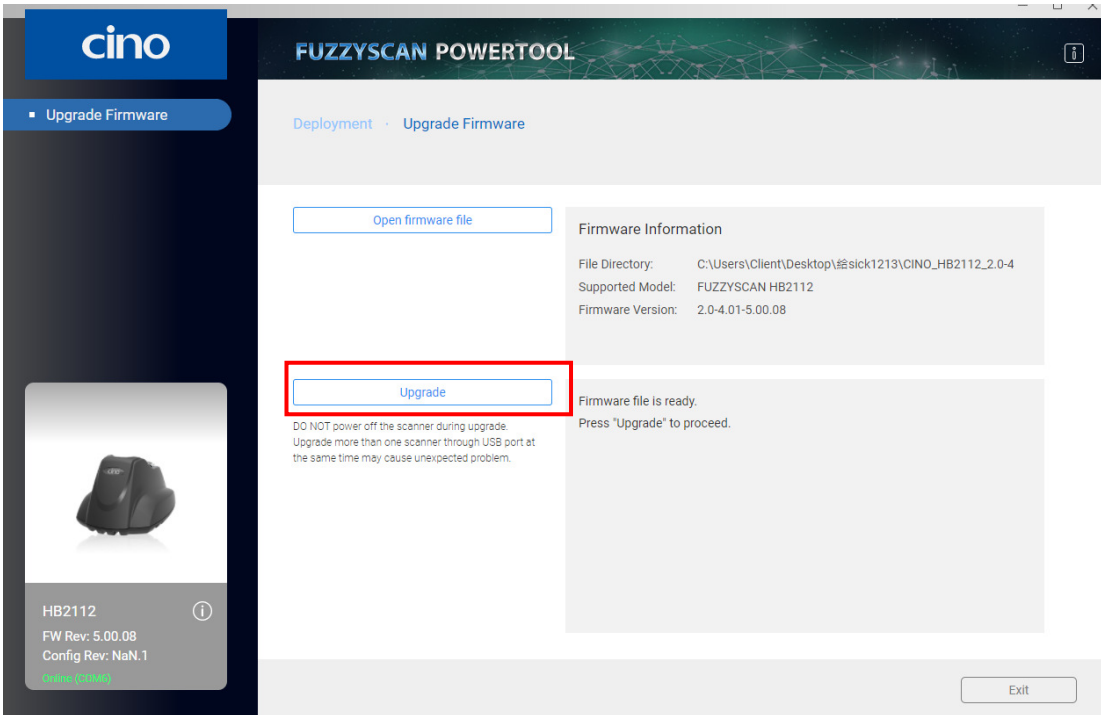 cino
FUZZYSCAN POWERTOOL
Upgrade Firmware
Deployment · Upgrade Firmware
Open firmware file
Firmware Information
File Directory: C:\Users\Client\Desktop\给sick1213\CINO_HB2112_2.0-4
Supported Model: FUZZYSCAN HB2112
Firmware Version: 2.0-4.01-5.00.08
Upgrade
DO NOT power off the scanner during upgrade.
Upgrade more than one scanner through USB port at
the same time may cause unexpected problem.
Firmware file is ready.
Press "Upgrade" to proceed.
HB2112
FW Rev: 5.00.08
Config Rev: NaN.1
Online (COM6)
Exit